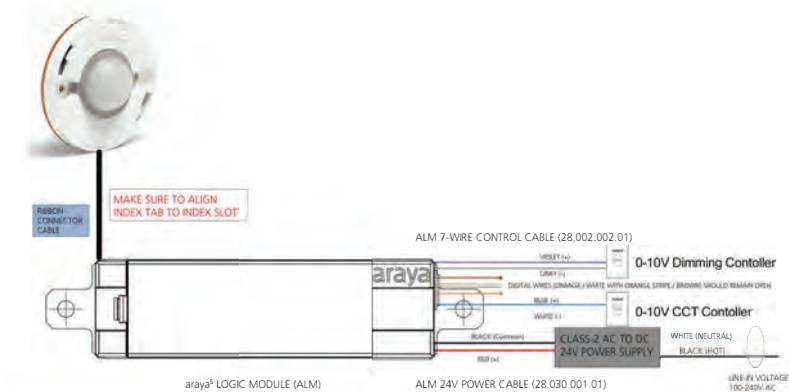 MAKE SURE TO ALIGN
INDEX TAB TO INDEX SLOT
RIBBON
CONNECTOR
CABLE
ALM 7-WIRE CONTROL CABLE (28.002.002.01)
VIOLET (+)
GRAY (-)
0-10V Dimming Contoller
DIGITAL WIRES (ORANGE / WHITE WITH ORANGE STRIPE / BROWN) SHOULD REMAIN OPEN
araya
BLUE (+)
WHITE (-)
0-10V CCT Contoller
BLACK (Common)
RED (+)
CLASS-2 AC TO DC
24V POWER SUPPLY
WHITE (NEUTRAL)
BLACK (HOT)
LINE-IN VOLTAGE
100-240V AC
araya⁵ LOGIC MODULE (ALM)
ALM 24V POWER CABLE (28.030.001.01)